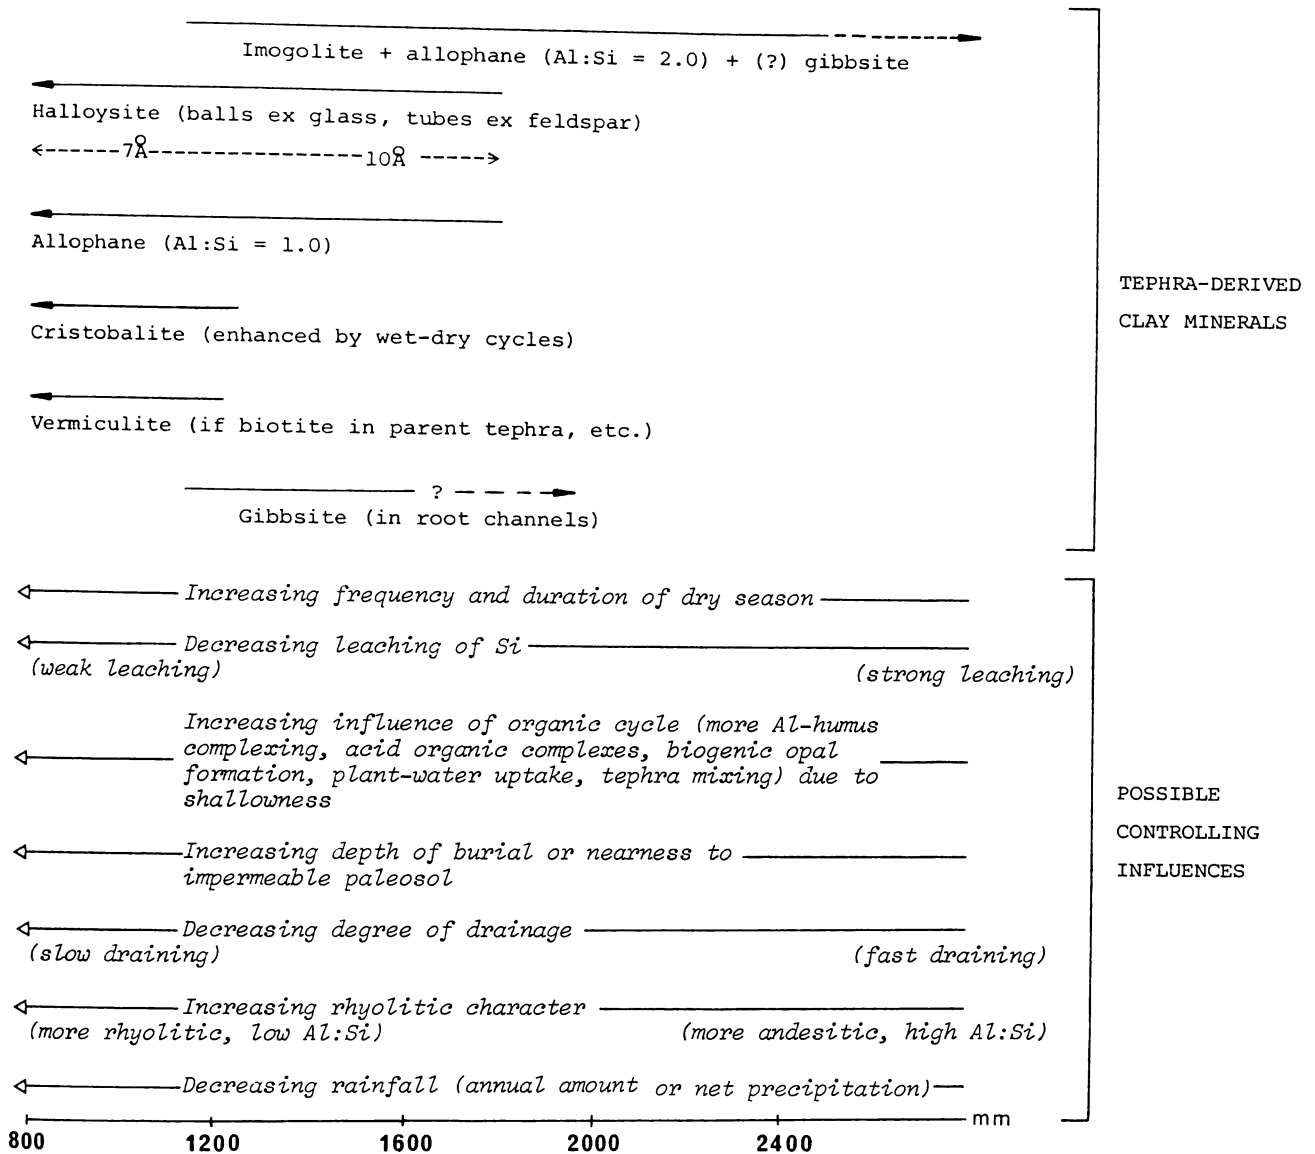 Imogolite + allophane (Al:Si = 2.0) + (?) gibbsite
Halloysite (balls ex glass, tubes ex feldspar)
7Å 10Å
Allophane (Al:Si = 1.0)
Cristobalite (enhanced by wet-dry cycles)
Vermiculite (if biotite in parent tephra, etc.)
?
Gibbsite (in root channels)
TEPHRA-DERIVED
CLAY MINERALS
Increasing frequency and duration of dry season
Decreasing leaching of Si
(weak leaching) (strong leaching)
Increasing influence of organic cycle (more Al-humus
complexing, acid organic complexes, biogenic opal
formation, plant-water uptake, tephra mixing) due to
shallowness
Increasing depth of burial or nearness to
impermeable paleosol
Decreasing degree of drainage
(slow draining) (fast draining)
Increasing rhyolitic character
(more rhyolitic, low Al:Si) (more andesitic, high Al:Si)
Decreasing rainfall (annual amount or net precipitation)
POSSIBLE
CONTROLLING
INFLUENCES
mm
800 1200 1600 2000 2400